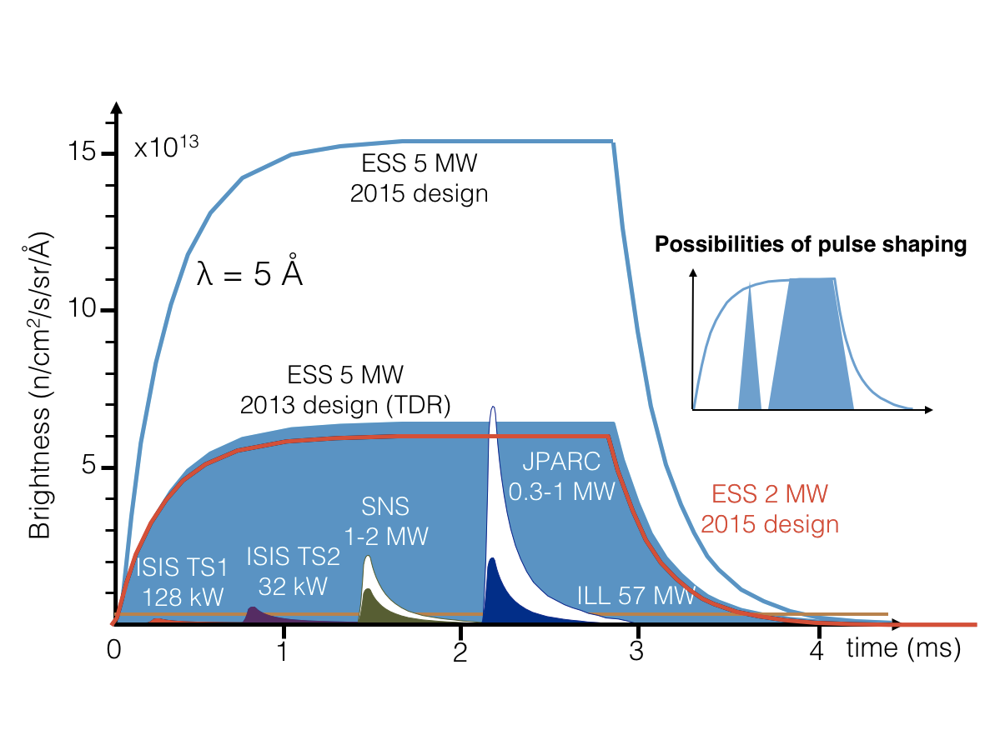 x10¹³
15
10
5
Brightness (n/cm²/s/sr/Å)
ESS 5 MW
2015 design
λ = 5 Å
Possibilities of pulse shaping
ESS 5 MW
2013 design (TDR)
JPARC
0.3-1 MW
ESS 2 MW
2015 design
SNS
1-2 MW
ISIS TS1
128 kW
ISIS TS2
32 kW
ILL 57 MW
0
1
2
3
4
time (ms)